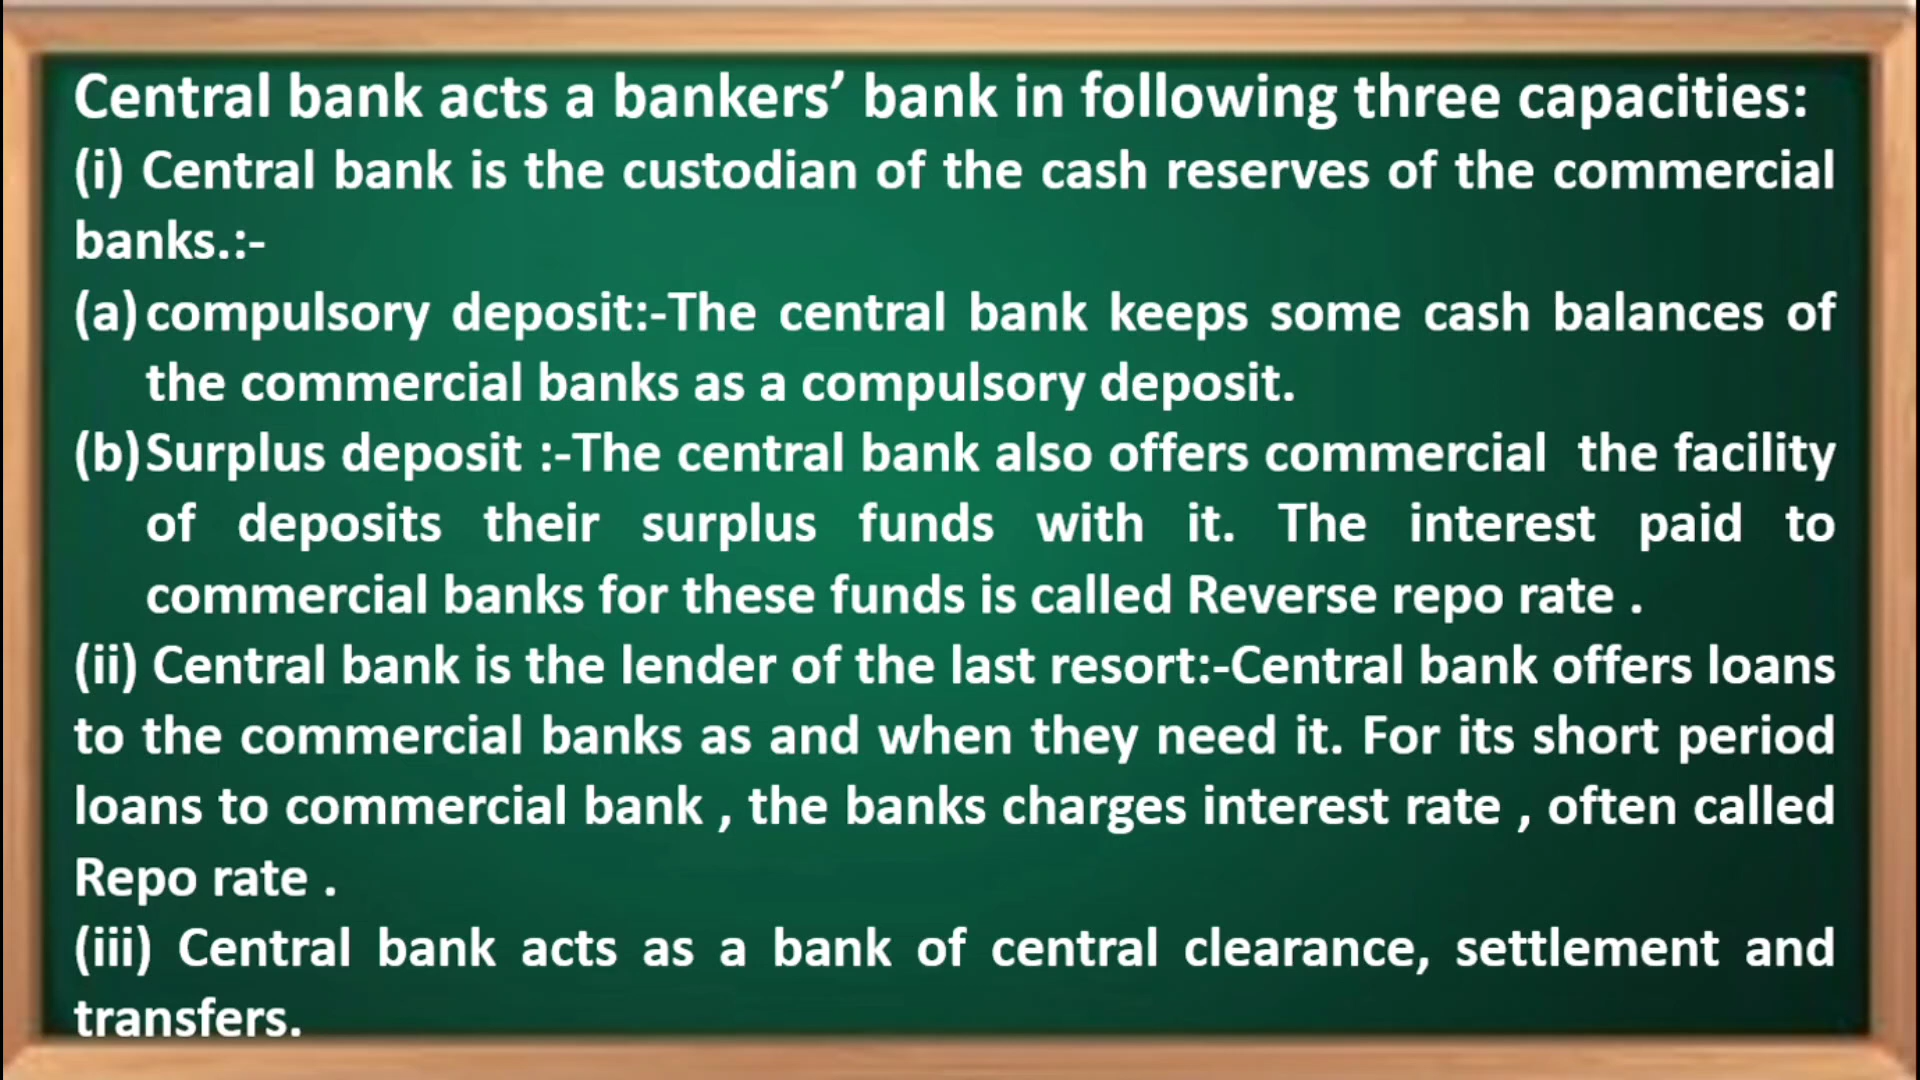 Central bank acts a bankers’ bank in following three capacities:
(i) Central bank is the custodian of the cash reserves of the commercial
banks.:-
(a) compulsory deposit:-The central bank keeps some cash balances of
the commercial banks as a compulsory deposit.
(b) Surplus deposit :-The central bank also offers commercial the facility
of deposits their surplus funds with it. The interest paid to
commercial banks for these funds is called Reverse repo rate .
(ii) Central bank is the lender of the last resort:-Central bank offers loans
to the commercial banks as and when they need it. For its short period
loans to commercial bank , the banks charges interest rate , often called
Repo rate .
(iii) Central bank acts as a bank of central clearance, settlement and
transfers.